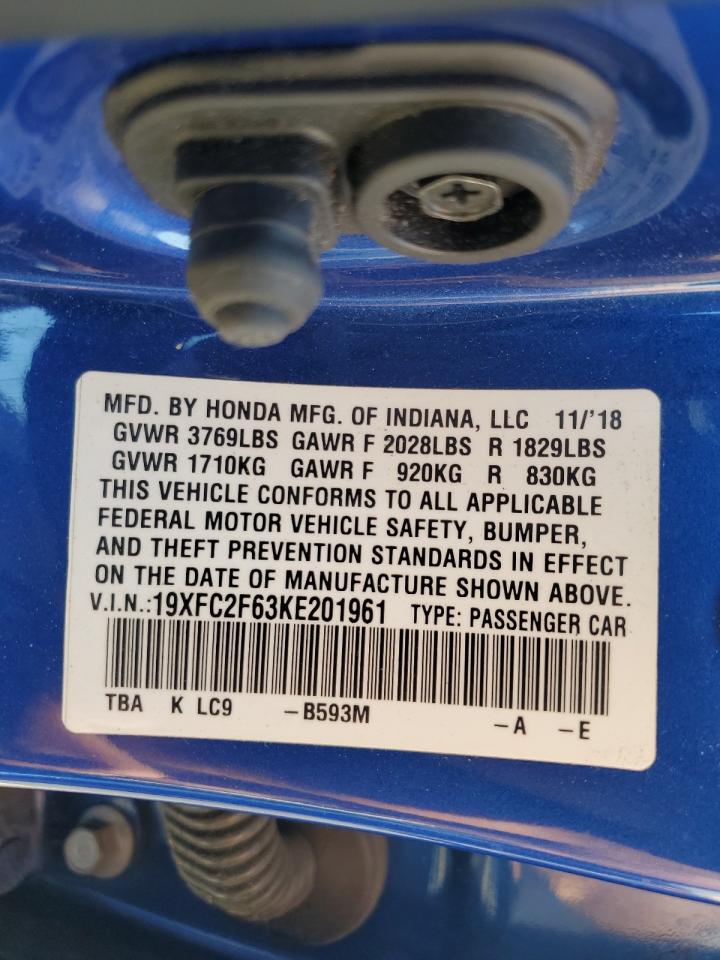 MFD. BY HONDA MFG. OF INDIANA, LLC 11/'18
GVWR 3769LBS GAWR F 2028LBS R 1829LBS
GVWR 1710KG GAWR F 920KG R 830KG
THIS VEHICLE CONFORMS TO ALL APPLICABLE
FEDERAL MOTOR VEHICLE SAFETY, BUMPER,
AND THEFT PREVENTION STANDARDS IN EFFECT
ON THE DATE OF MANUFACTURE SHOWN ABOVE.
V.I.N.:19XFC2F63KE201961 TYPE: PASSENGER CAR
TBA K LC9 –B593M –A –E